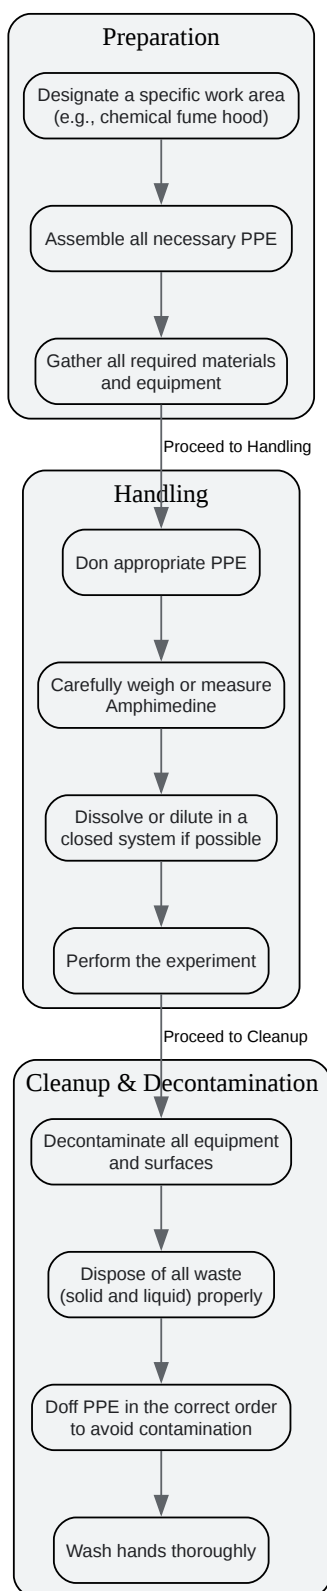 Preparation
Designate a specific work area
(e.g., chemical fume hood)
Assemble all necessary PPE
Gather all required materials
and equipment
Proceed to Handling
Handling
Don appropriate PPE
Carefully weigh or measure
Amphimedine
Dissolve or dilute in a
closed system if possible
Perform the experiment
Proceed to Cleanup
Cleanup & Decontamination
Decontaminate all equipment
and surfaces
Dispose of all waste
(solid and liquid) properly
Doff PPE in the correct order
to avoid contamination
Wash hands thoroughly